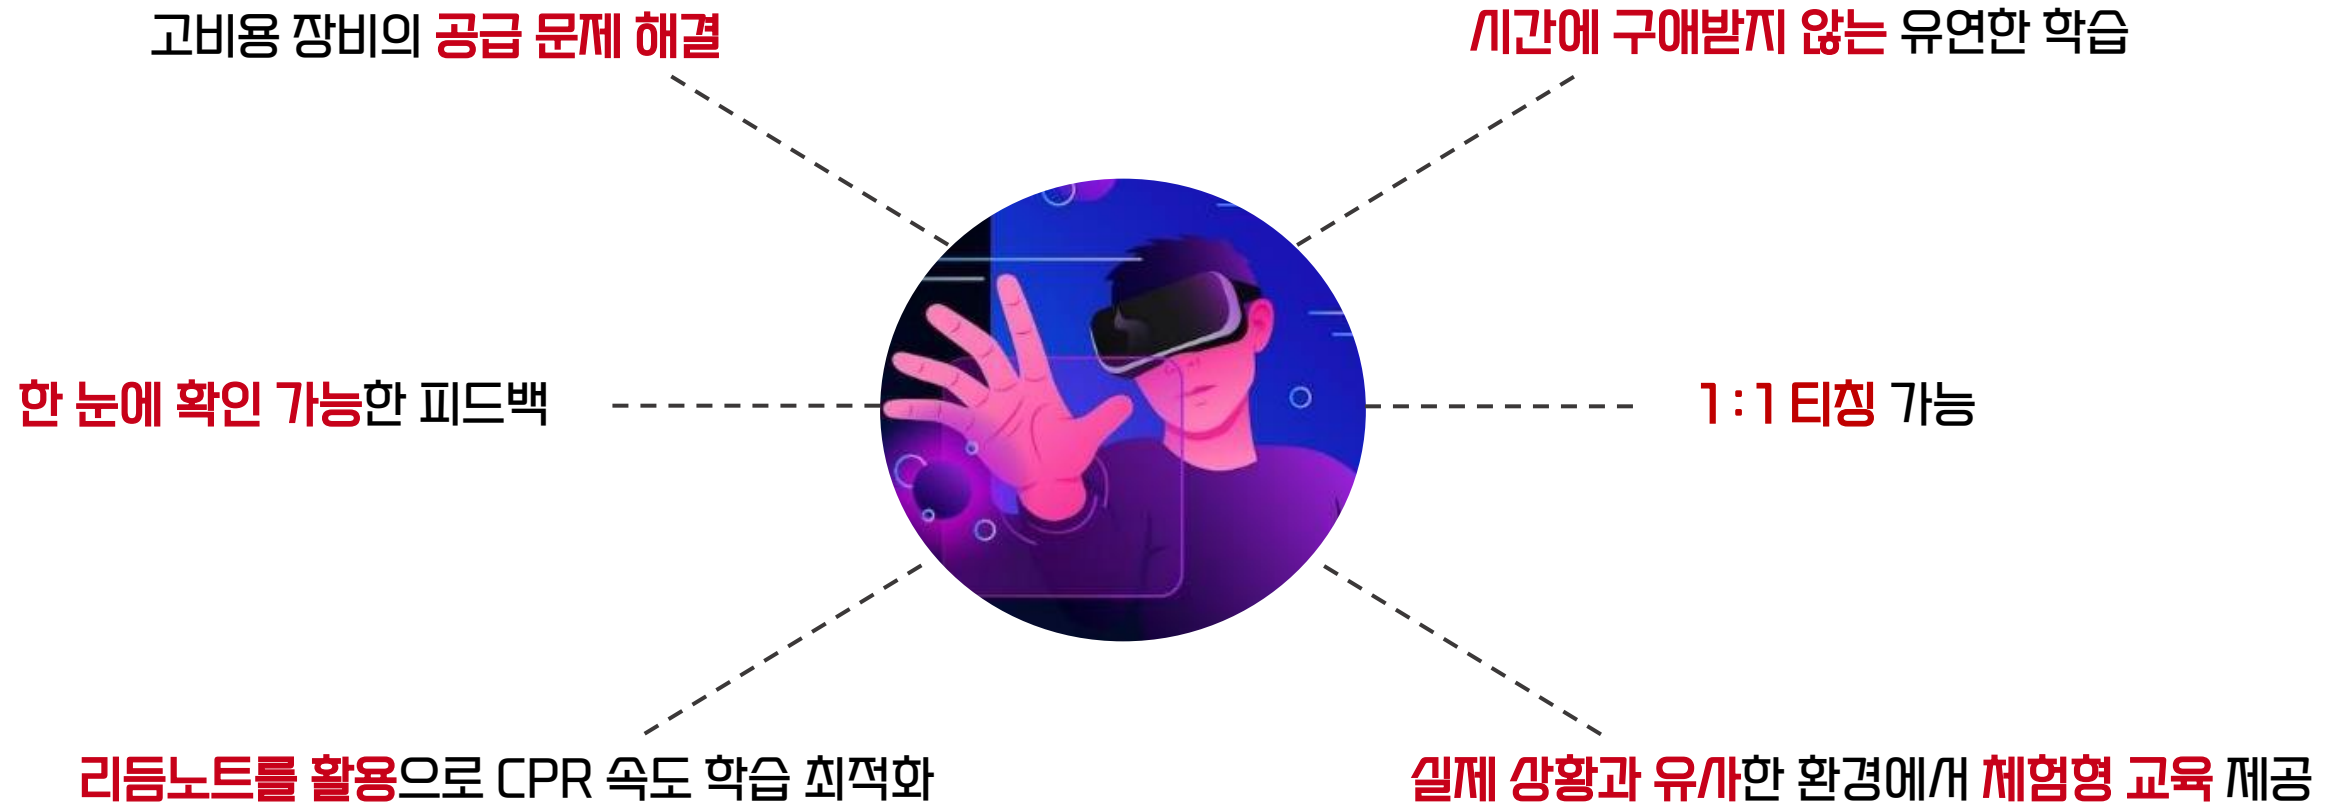 고비용 장비의 공급 문제 해결
시간에 구애받지 않는 유연한 학습
한 눈에 확인 가능한 피드백
1:1 티칭 가능
리듬노트를 활용으로 CPR 속도 학습 최적화
실제 상황과 유사한 환경에서 체험형 교육 제공